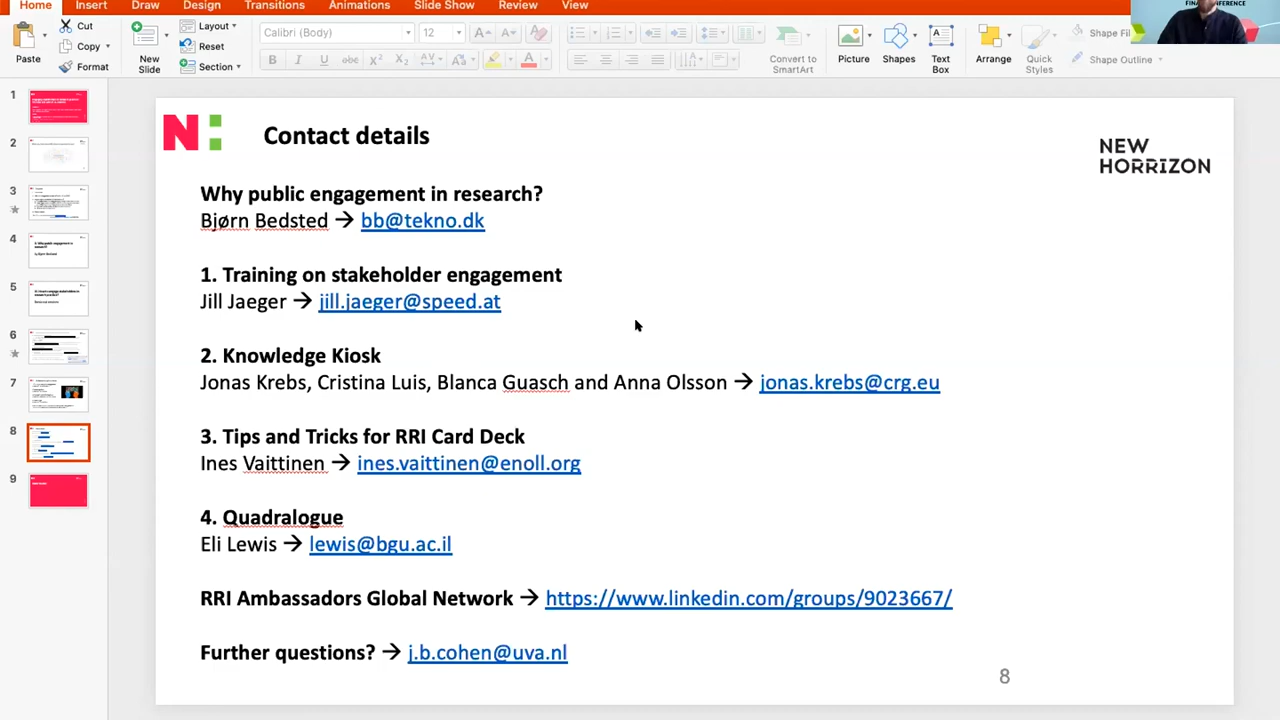 Home Insert Draw Design Transitions Animations Slide Show Review View
Paste
Cut
Copy
Format
New Slide
Layout
Reset
Section
Calibri (Body) 12
Convert to SmartArt
Picture
Shapes
Text Box
Arrange
Quick Styles
Shape Fil
Shape Outline
1
2
3
4
5
6
7
8
9
N:
Contact details
NEW
HORRIZON
Why public engagement in research?
Bjørn Bedsted → bb@tekno.dk
1. Training on stakeholder engagement
Jill Jaeger → jill.jaeger@speed.at
2. Knowledge Kiosk
Jonas Krebs, Cristina Luis, Blanca Guasch and Anna Olsson → jonas.krebs@crg.eu
3. Tips and Tricks for RRI Card Deck
Ines Vaittinen → ines.vaittinen@enoll.org
4. Quadralogue
Eli Lewis → lewis@bgu.ac.il
RRI Ambassadors Global Network → https://www.linkedin.com/groups/9023667/
Further questions? → j.b.cohen@uva.nl
8